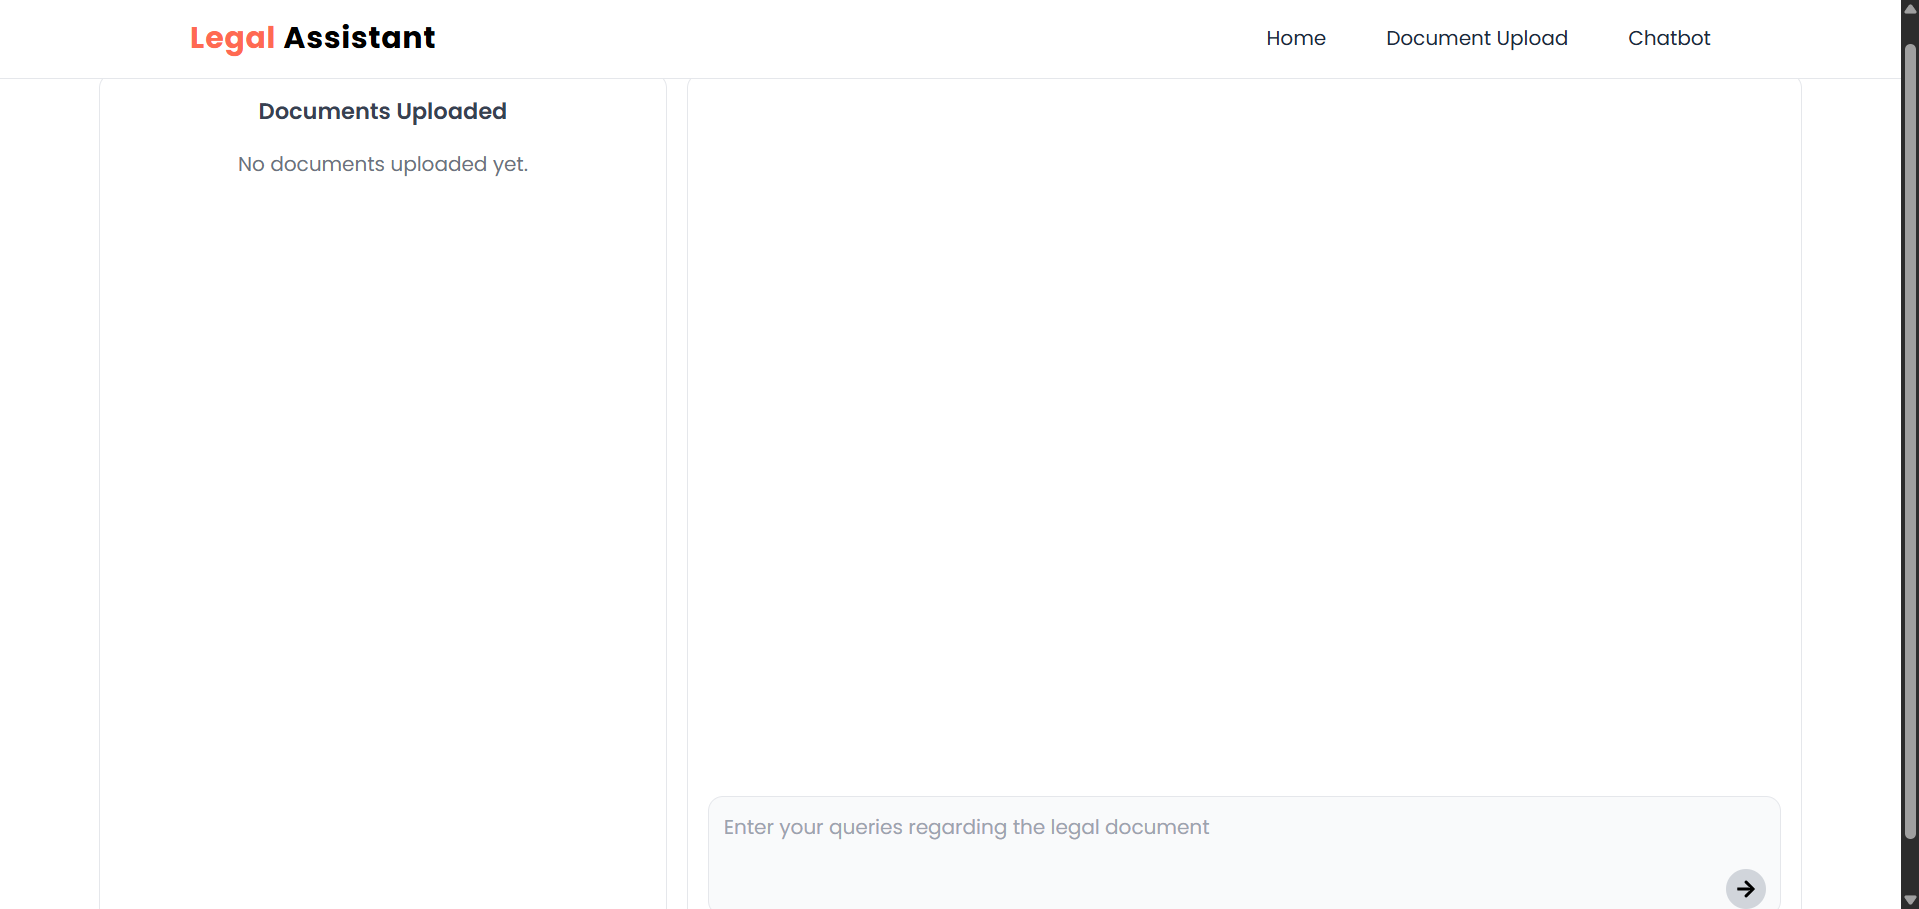 Legal Assistant
Home
Document Upload
Chatbot
Documents Uploaded
No documents uploaded yet.
Enter your queries regarding the legal document